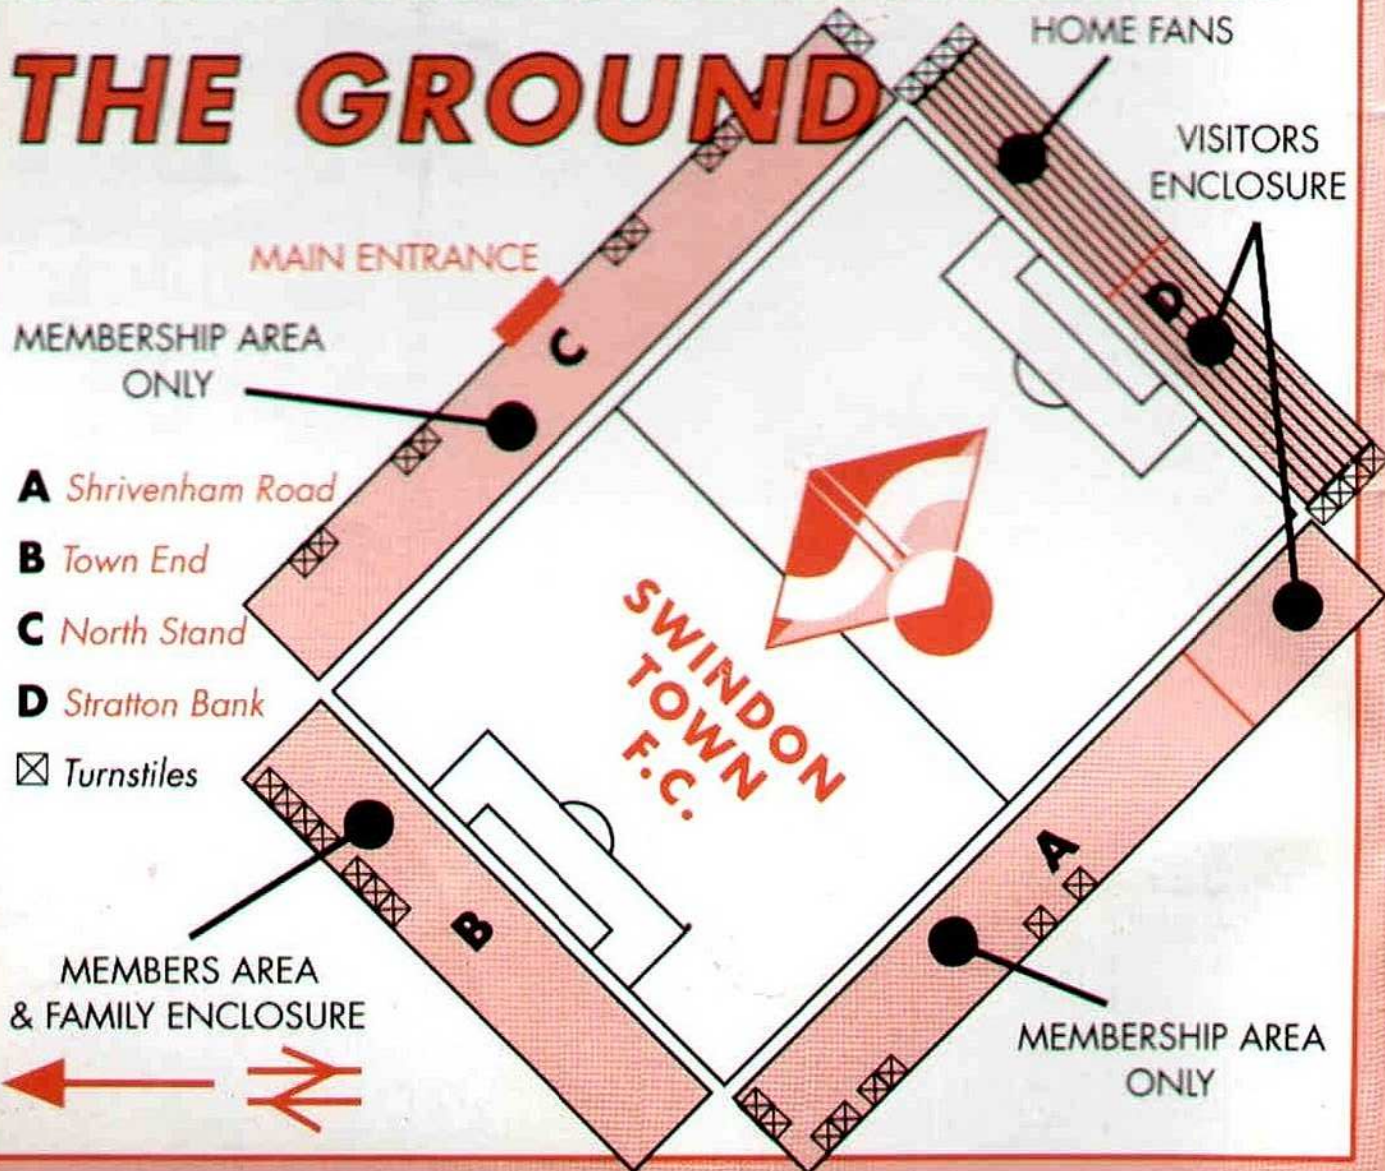 THE GROUND
HOME FANS
VISITORS
ENCLOSURE
MAIN ENTRANCE
MEMBERSHIP AREA
ONLY
C
D
A Shrivenham Road
B Town End
C North Stand
D Stratton Bank
Turnstiles
SWINDON
TOWN
F.C.
A
B
MEMBERS AREA
& FAMILY ENCLOSURE
MEMBERSHIP AREA
ONLY